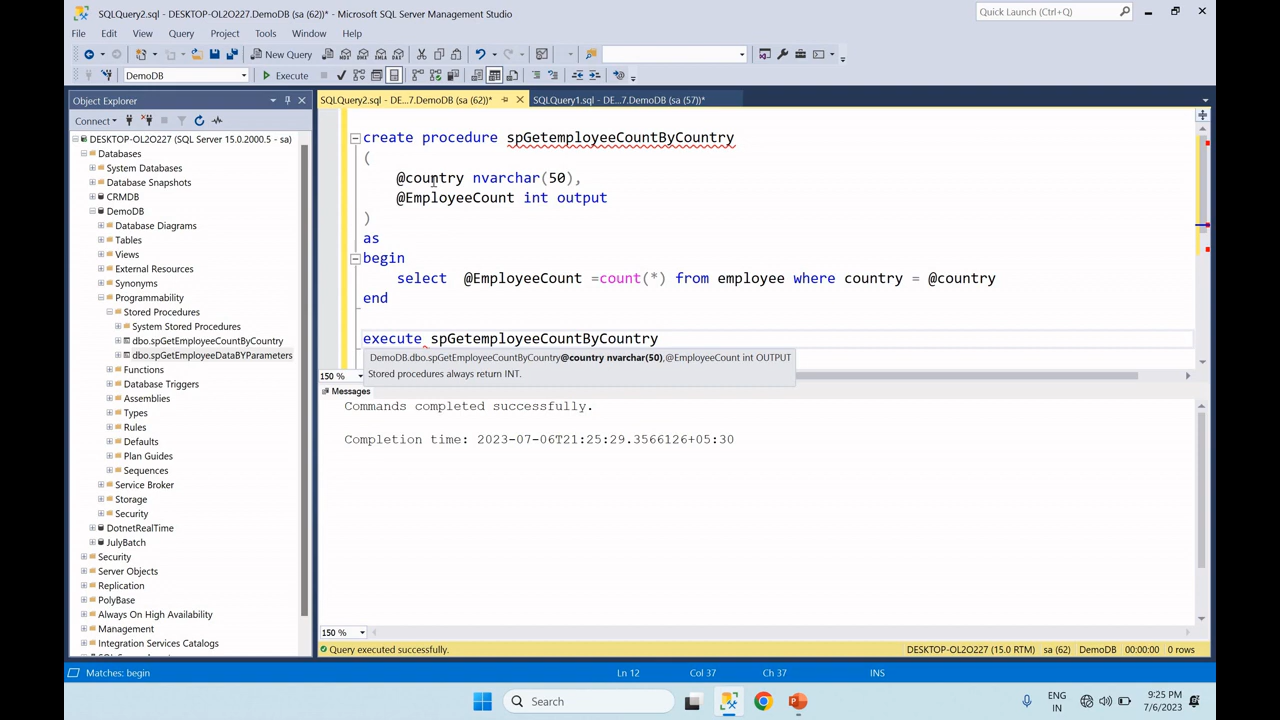 SQLQuery2.sql - DESKTOP-OL2O227.DemoDB (sa (62))* - Microsoft SQL Server Management Studio
Quick Launch (Ctrl+Q)
File Edit View Query Project Tools Window Help
New Query
DemoDB
Execute
Object Explorer
SQLQuery2.sql - DE...7.DemoDB (sa (62))*
SQLQuery1.sql - DE...7.DemoDB (sa (57))*
Connect
DESKTOP-OL2O227 (SQL Server 15.0.2000.5 - sa)
Databases
System Databases
Database Snapshots
CRMDB
DemoDB
Database Diagrams
Tables
Views
External Resources
Synonyms
Programmability
Stored Procedures
System Stored Procedures
dbo.spGetEmployeeCountByCountry
dbo.spGetEmployeeDataBYParameters
Functions
Database Triggers
Assemblies
Types
Rules
Defaults
Plan Guides
Sequences
Service Broker
Storage
Security
DotnetRealTime
JulyBatch
Security
Server Objects
Replication
PolyBase
Always On High Availability
Management
Integration Services Catalogs
create procedure spGetemployeeCountByCountry
(
@country nvarchar(50),
@EmployeeCount int output
)
as
begin
select @EmployeeCount =count(*) from employee where country = @country
end
execute spGetemployeeCountByCountry
DemoDB.dbo.spGetEmployeeCountByCountry@country nvarchar(50),@EmployeeCount int OUTPUT
Stored procedures always return INT.
150 %
Messages
Commands completed successfully.
Completion time: 2023-07-06T21:25:29.3566126+05:30
150 %
Query executed successfully.
DESKTOP-OL2O227 (15.0 RTM) sa (62) DemoDB 00:00:00 0 rows
Matches: begin
Ln 12 Col 37 Ch 37 INS
Search
ENG
IN
9:25 PM
7/6/2023